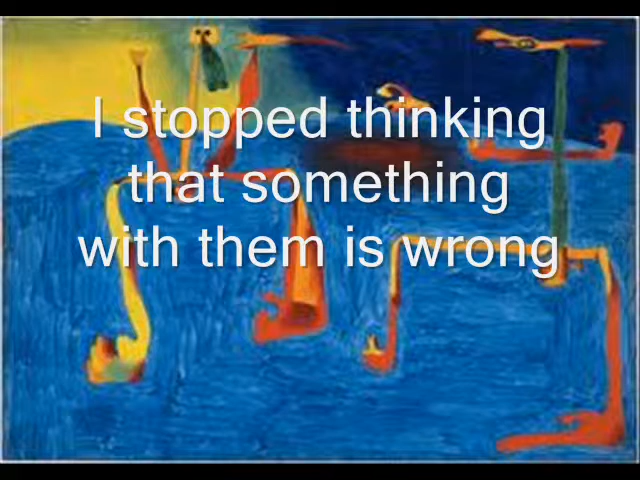 I stopped thinking
that something
with them is wrong